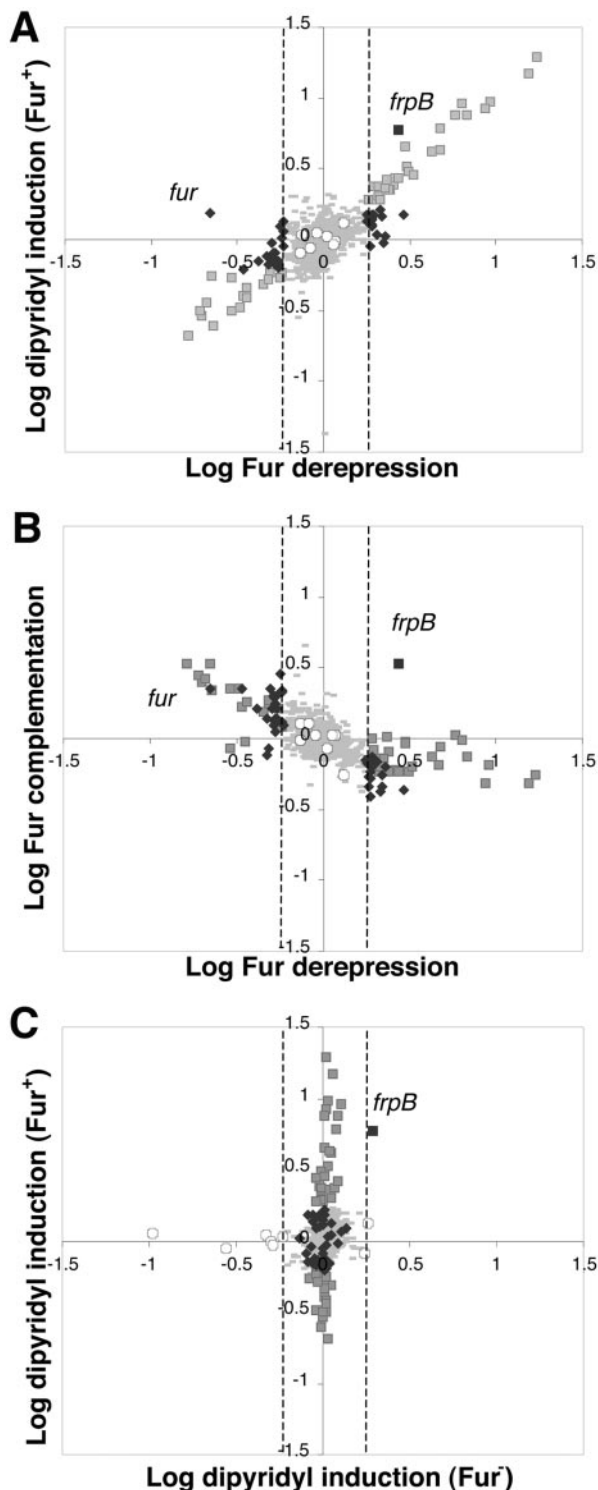 A
1.5
1
frpB
0.5
fur
0
-1.5
-1
-0.5
0.5
1
1.5
-0.5
-1
-1.5
Log dipyridyl induction (Fur+)
Log Fur derepression
B
1.5
1
frpB
0.5
fur
0
-1.5
-1
-0.5
0.5
1
1.5
-0.5
-1
-1.5
Log Fur complementation
Log Fur derepression
C
1.5
1
frpB
0.5
0
-1.5
-1
-0.5
0
0.5
1
1.5
-0.5
-1
-1.5
Log dipyridyl induction (Fur+)
Log dipyridyl induction (Fur-)